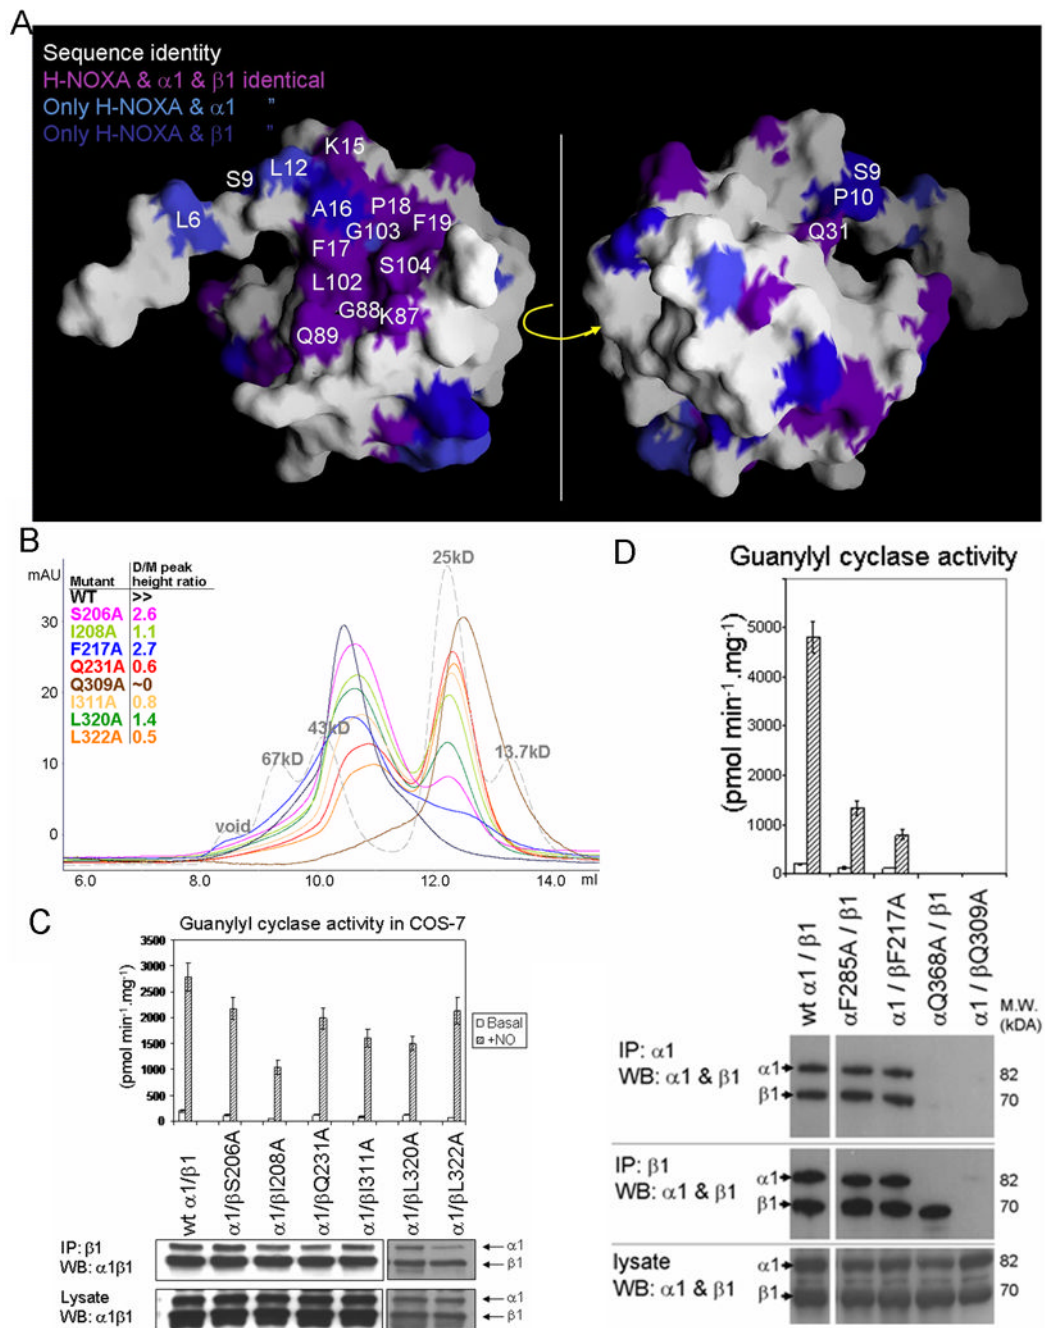 A
Sequence identity
H-NOXA & α1 & β1 identical
Only H-NOXA & α1 "
Only H-NOXA & β1 "
K15
L12
S9
L6
A16
P18
G103
F19
F17
S104
L102
G88
K87
Q89
S9
P10
Q31
B
mAU
30
20
10
0
6.0 8.0 10.0 12.0 14.0 ml
Mutant D/M peak height ratio
WT >>
S206A 2.6
I208A 1.1
F217A 2.7
Q231A 0.6
Q309A ~0
I311A 0.8
L320A 1.4
L322A 0.5
void
67kD
43kD
25kD
13.7kD
C
Guanylyl cyclase activity in COS-7
(pmol min⁻¹.mg⁻¹)
3500
3000
2500
2000
1500
1000
500
0
Basal
+NO
wt α1/β1
α1/βS206A
α1/βI208A
α1/βQ231A
α1/βI311A
α1/βL320A
α1/βL322A
IP: β1
WB: α1β1
α1
β1
Lysate
WB: α1β1
α1
β1
D
Guanylyl cyclase activity
(pmol min⁻¹.mg⁻¹)
5000
4000
3000
2000
1000
0
wt α1 / β1
αF285A / β1
α1 / βF217A
αQ368A / β1
α1 / βQ309A
M.W.
(kDA)
IP: α1
WB: α1 & β1
α1
β1
82
70
IP: β1
WB: α1 & β1
α1
β1
82
70
lysate
WB: α1 & β1
α1
β1
82
70